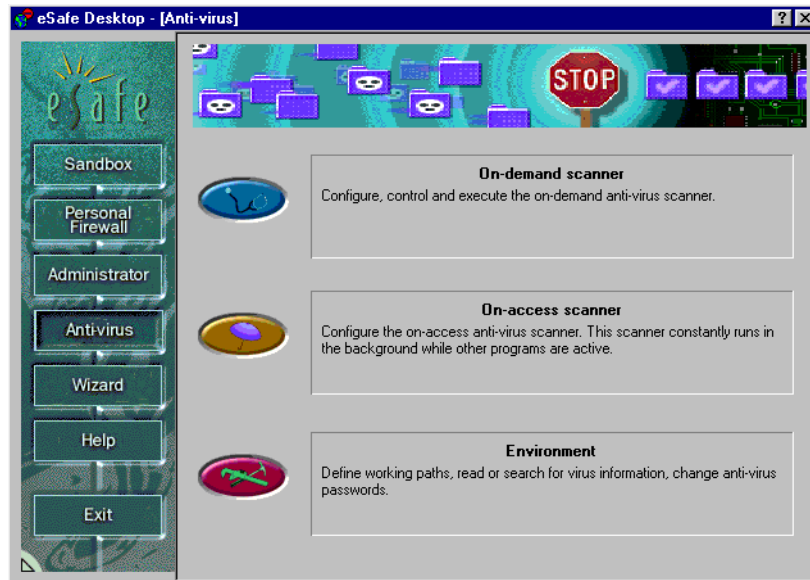 eSafe Desktop - [Anti-virus]
eSafe
STOP
Sandbox
Personal
Firewall
Administrator
Anti-virus
Wizard
Help
Exit
On-demand scanner
Configure, control and execute the on-demand anti-virus scanner.
On-access scanner
Configure the on-access anti-virus scanner. This scanner constantly runs in
the background while other programs are active.
Environment
Define working paths, read or search for virus information, change anti-virus
passwords.